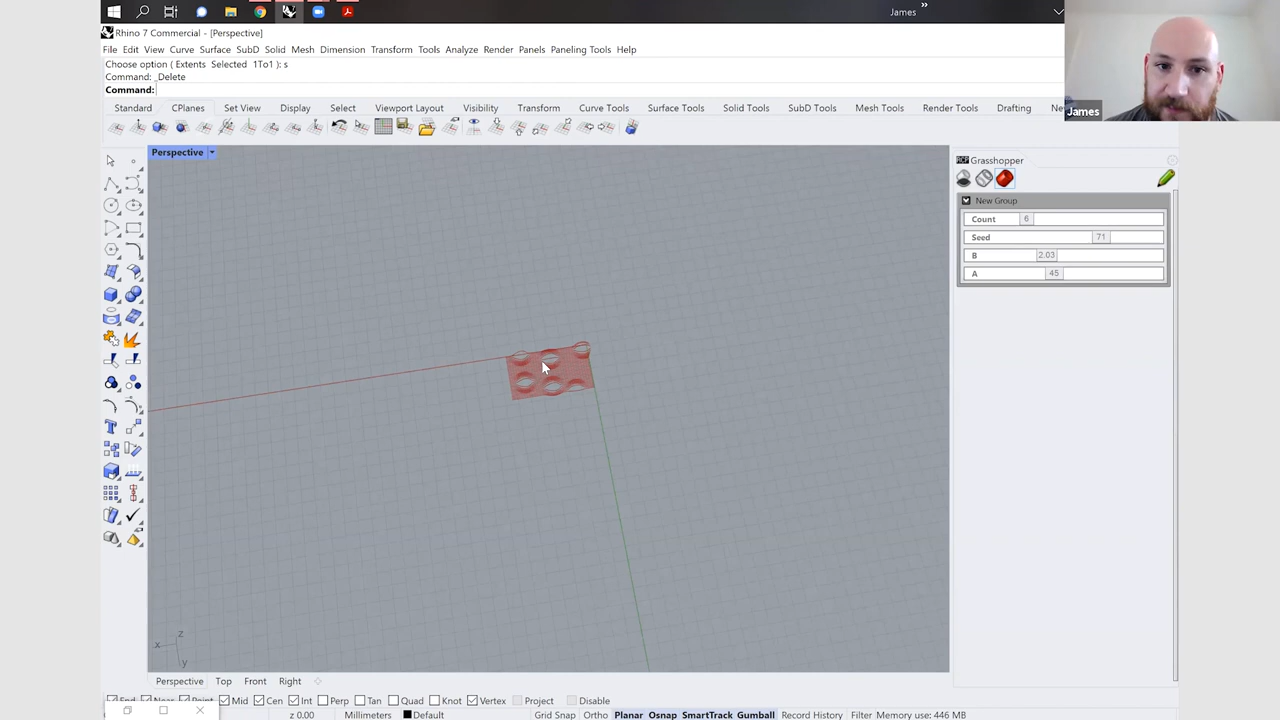 James
Rhino 7 Commercial - [Perspective]
File Edit View Curve Surface SubD Solid Mesh Dimension Transform Tools Analyze Render Panels Paneling Tools Help
Choose option ( Extents Selected 1To1 ): s
Command: _Delete
Command:
James
Standard CPlanes Set View Display Select Viewport Layout Visibility Transform Curve Tools Surface Tools Solid Tools SubD Tools Mesh Tools Render Tools Drafting
Perspective
Grasshopper
New Group
Count 6
Seed 71
B 2.03
A 45
z
x
y
Perspective Top Front Right
End Near Point Mid Cen Int Perp Tan Quad Knot Vertex Project Disable
z 0.00 Millimeters Default Grid Snap Ortho Planar Osnap SmartTrack Gumball Record History Filter Memory use: 446 MB